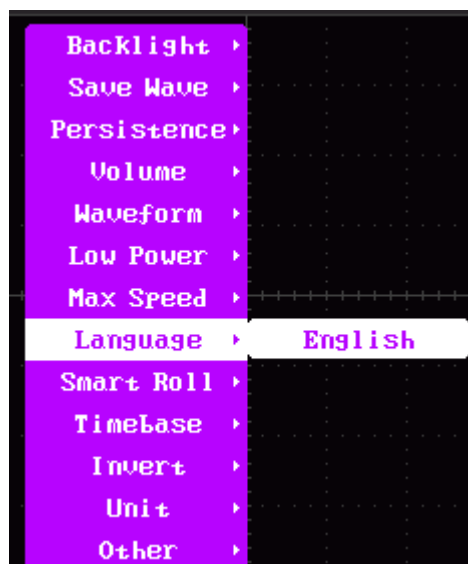 Backlight
Save Wave
Persistence
Volume
Waveform
Low Power
Max Speed
Language English
Smart Roll
Timebase
Invert
Unit
Other